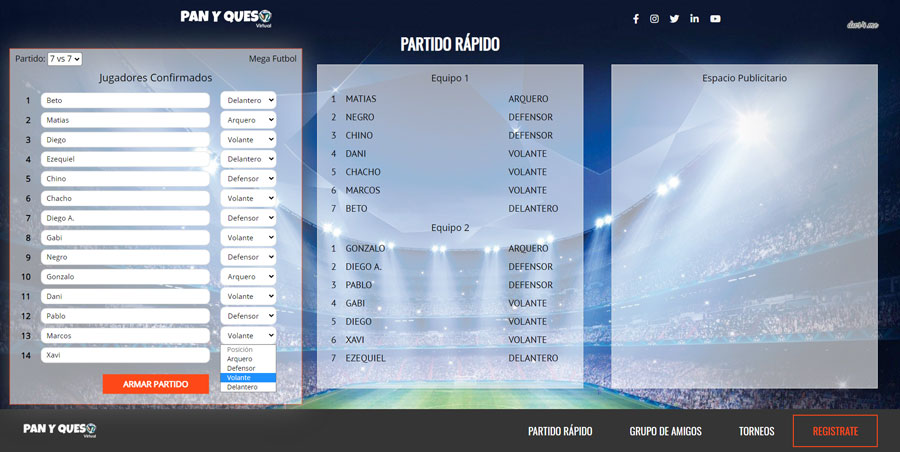 PAN Y QUESO
Virtual
dav4.me
PARTIDO RÁPIDO
Partido: 7 vs 7
Mega Futbol
Jugadores Confirmados
1 Beto Delantero
2 Matias Arquero
3 Diego Volante
4 Ezequiel Delantero
5 Chino Defensor
6 Chacho Volante
7 Diego A. Defensor
8 Gabi Volante
9 Negro Defensor
10 Gonzalo Arquero
11 Dani Volante
12 Pablo Defensor
13 Marcos Volante
14 Xavi
Posición
Arquero
Defensor
Volante
Delantero
ARMAR PARTIDO
Equipo 1
1 MATIAS ARQUERO
2 NEGRO DEFENSOR
3 CHINO DEFENSOR
4 DANI VOLANTE
5 CHACHO VOLANTE
6 MARCOS VOLANTE
7 BETO DELANTERO
Equipo 2
1 GONZALO ARQUERO
2 DIEGO A. DEFENSOR
3 PABLO DEFENSOR
4 GABI VOLANTE
5 DIEGO VOLANTE
6 XAVI VOLANTE
7 EZEQUIEL DELANTERO
Espacio Publicitario
PAN Y QUESO
Virtual
PARTIDO RÁPIDO
GRUPO DE AMIGOS
TORNEOS
REGISTRATE